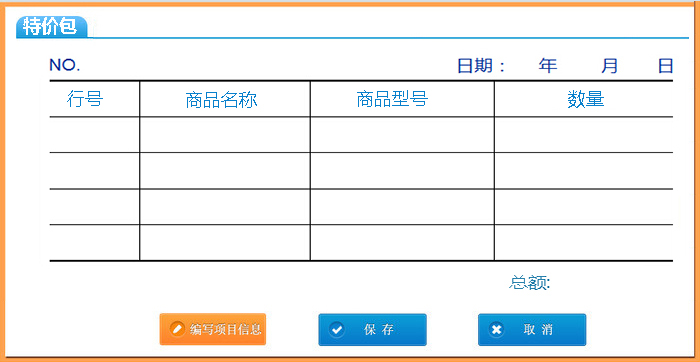 特价包
NO. 日期： 年 月 日
行号 商品名称 商品型号 数量
总额:
编写项目信息 保存 取消